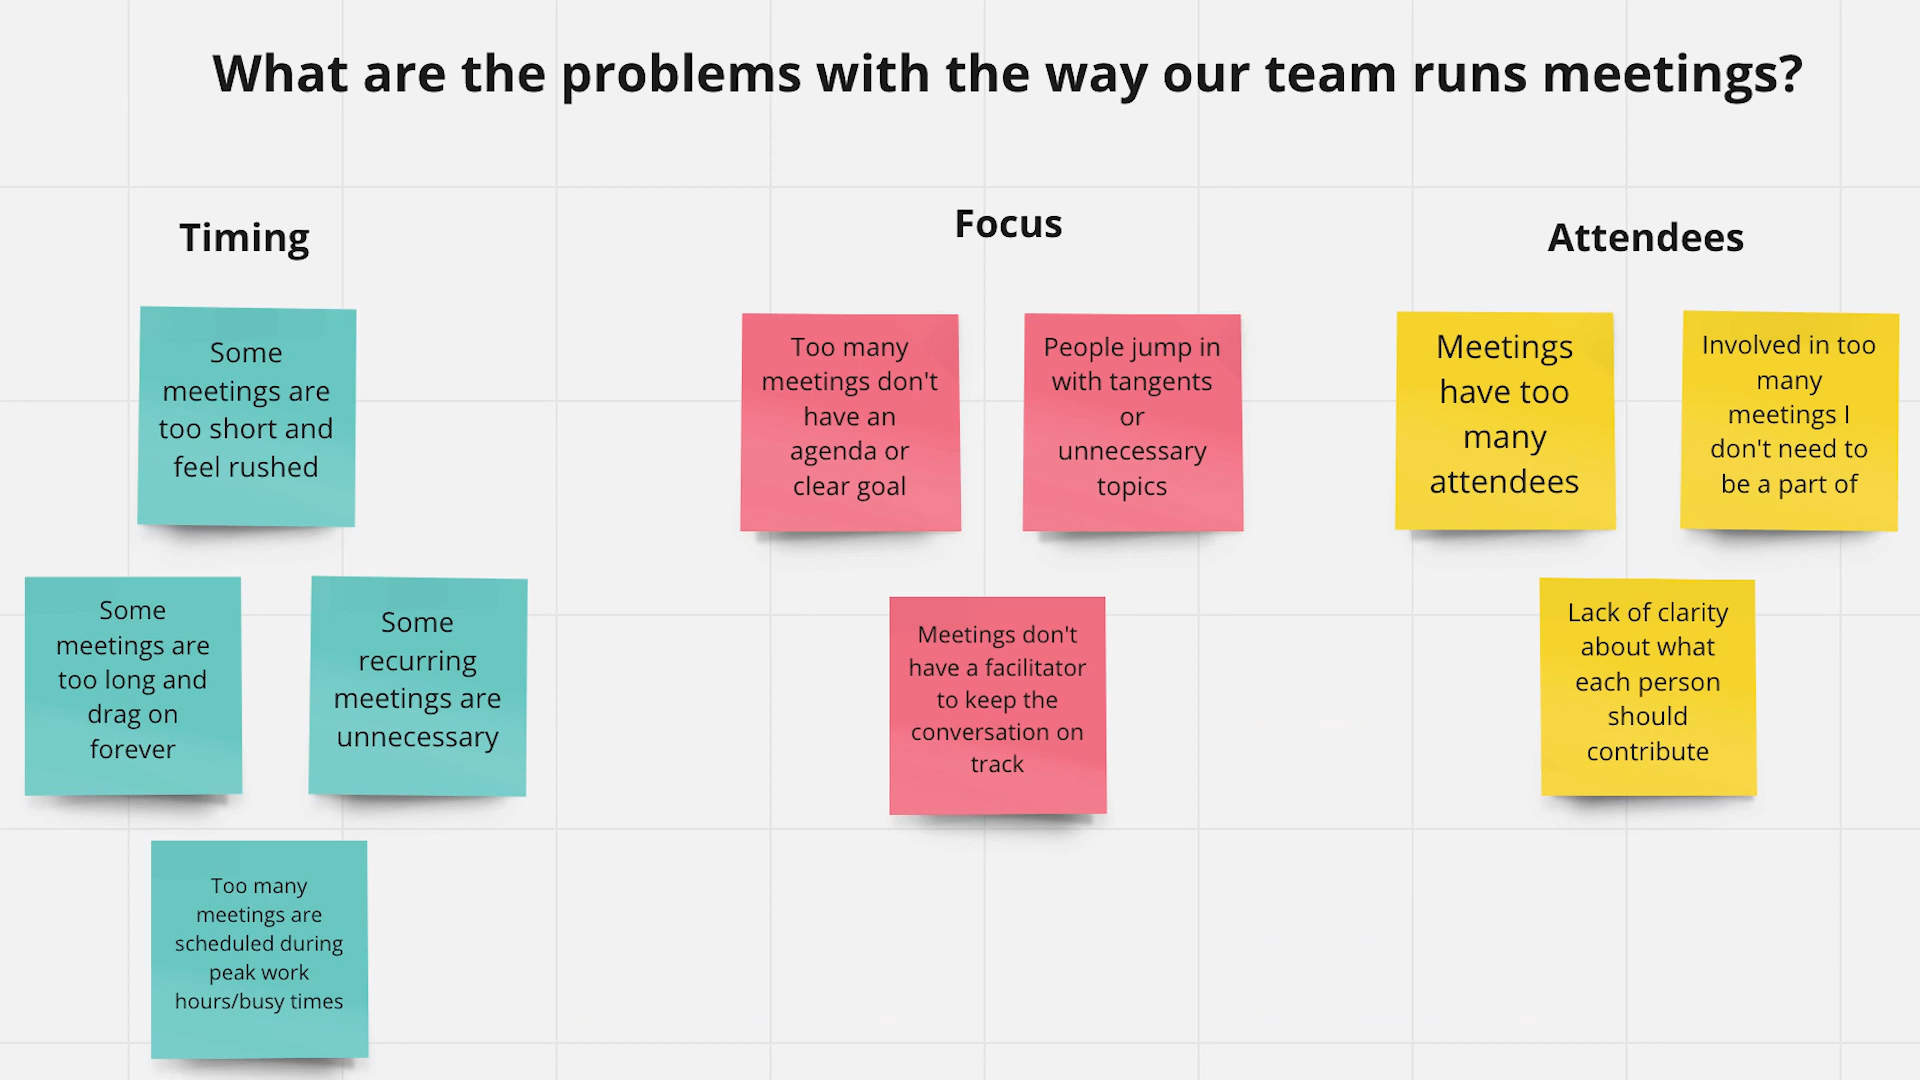 What are the problems with the way our team runs meetings?
Timing
Some
meetings are
too short and
feel rushed
Some
meetings are
too long and
drag on
forever
Some
recurring
meetings are
unnecessary
Too many
meetings are
scheduled during
peak work
hours/busy times
Focus
Too many
meetings don't
have an
agenda or
clear goal
People jump in
with tangents
or
unnecessary
topics
Meetings don't
have a facilitator
to keep the
conversation on
track
Attendees
Meetings
have too
many
attendees
Involved in too
many
meetings I
don't need to
be a part of
Lack of clarity
about what
each person
should
contribute